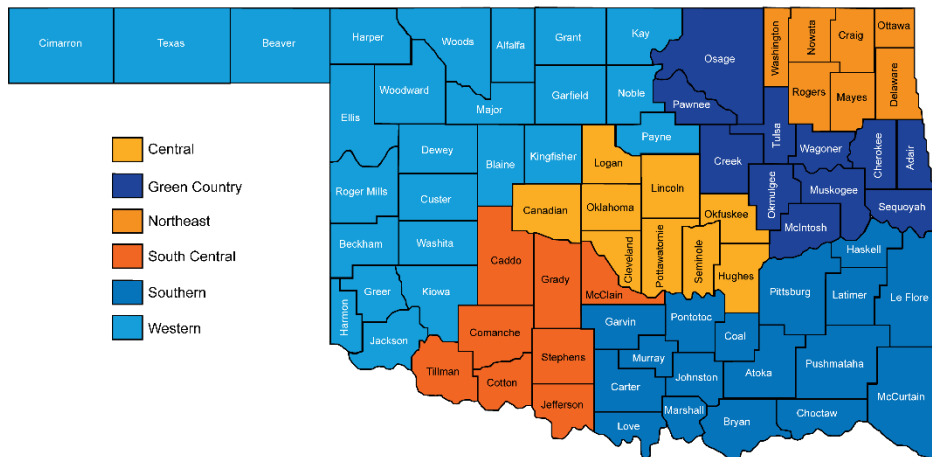 Cimarron
Texas
Beaver
Harper
Woods
Alfalfa
Grant
Kay
Osage
Washington
Nowata
Craig
Ottawa
Woodward
Major
Garfield
Noble
Pawnee
Rogers
Mayes
Delaware
Ellis
Dewey
Blaine
Kingfisher
Logan
Payne
Creek
Tulsa
Wagoner
Cherokee
Adair
Roger Mills
Custer
Canadian
Oklahoma
Lincoln
Okfuskee
Okmulgee
Muskogee
Sequoyah
McIntosh
Beckham
Washita
Caddo
Grady
Cleveland
Pottawatomie
Seminole
Hughes
Haskell
Pittsburg
Latimer
Le Flore
Harmon
Greer
Kiowa
McClain
Jackson
Comanche
Garvin
Pontotoc
Coal
Tillman
Cotton
Stephens
Murray
Carter
Johnston
Atoka
Pushmataha
McCurtain
Jefferson
Love
Marshall
Bryan
Choctaw
Central
Green Country
Northeast
South Central
Southern
Western